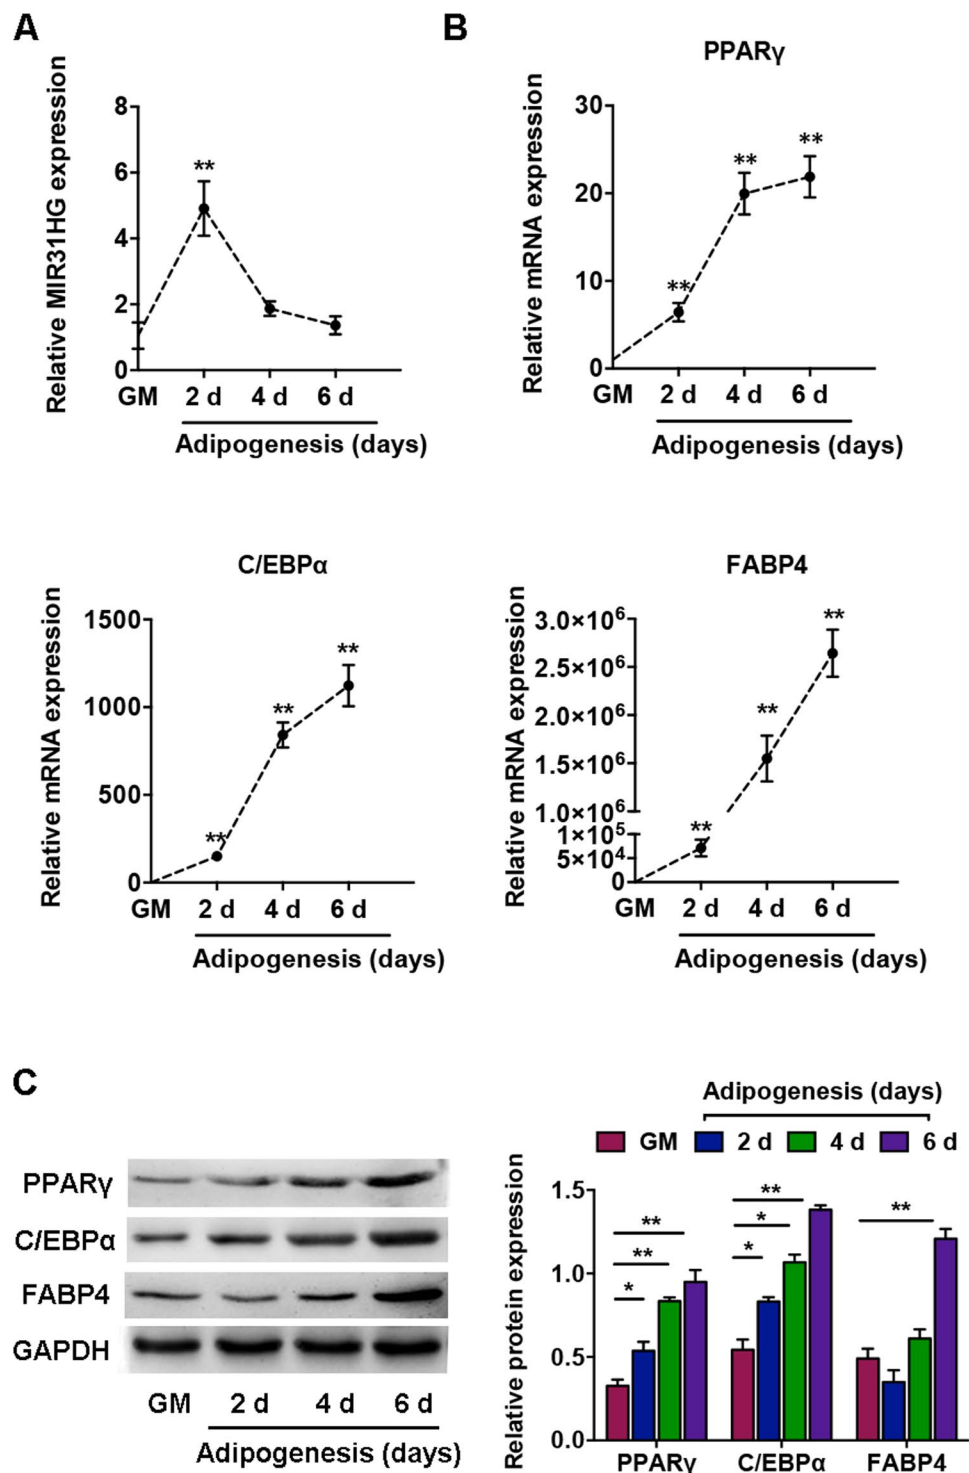 A
B
8
6
4
2
0
Relative MIR31HG expression
**
GM 2 d 4 d 6 d
Adipogenesis (days)
PPARγ
30
20
10
0
Relative mRNA expression
**
**
**
GM 2 d 4 d 6 d
Adipogenesis (days)
C/EBPα
1500
1000
500
0
Relative mRNA expression
**
**
**
GM 2 d 4 d 6 d
Adipogenesis (days)
FABP4
3.0×10⁶
2.5×10⁶
2.0×10⁶
1.5×10⁶
1.0×10⁶
1×10⁵
5×10⁴
0
Relative mRNA expression
**
**
**
GM 2 d 4 d 6 d
Adipogenesis (days)
C
PPARγ
C/EBPα
FABP4
GAPDH
GM 2 d 4 d 6 d
Adipogenesis (days)
Adipogenesis (days)
GM 2 d 4 d 6 d
1.5
1.0
0.5
0.0
Relative protein expression
**
**
*
**
*
*
**
PPARγ C/EBPα FABP4